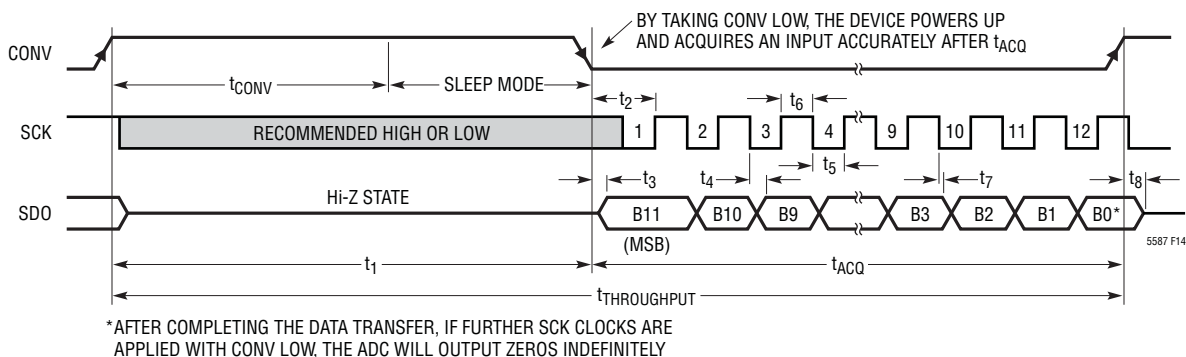 BY TAKING CONV LOW, THE DEVICE POWERS UP
AND ACQUIRES AN INPUT ACCURATELY AFTER tACQ
CONV
tCONV
SLEEP MODE
t2
t6
SCK
RECOMMENDED HIGH OR LOW
1 2 3 4 9 10 11 12
t3
t4
t5
t7
t8
Hi-Z STATE
SDO
B11 B10 B9 B3 B2 B1 B0*
(MSB)
5587 F14
t1
tACQ
tTHROUGHPUT
*AFTER COMPLETING THE DATA TRANSFER, IF FURTHER SCK CLOCKS ARE
APPLIED WITH CONV LOW, THE ADC WILL OUTPUT ZEROS INDEFINITELY